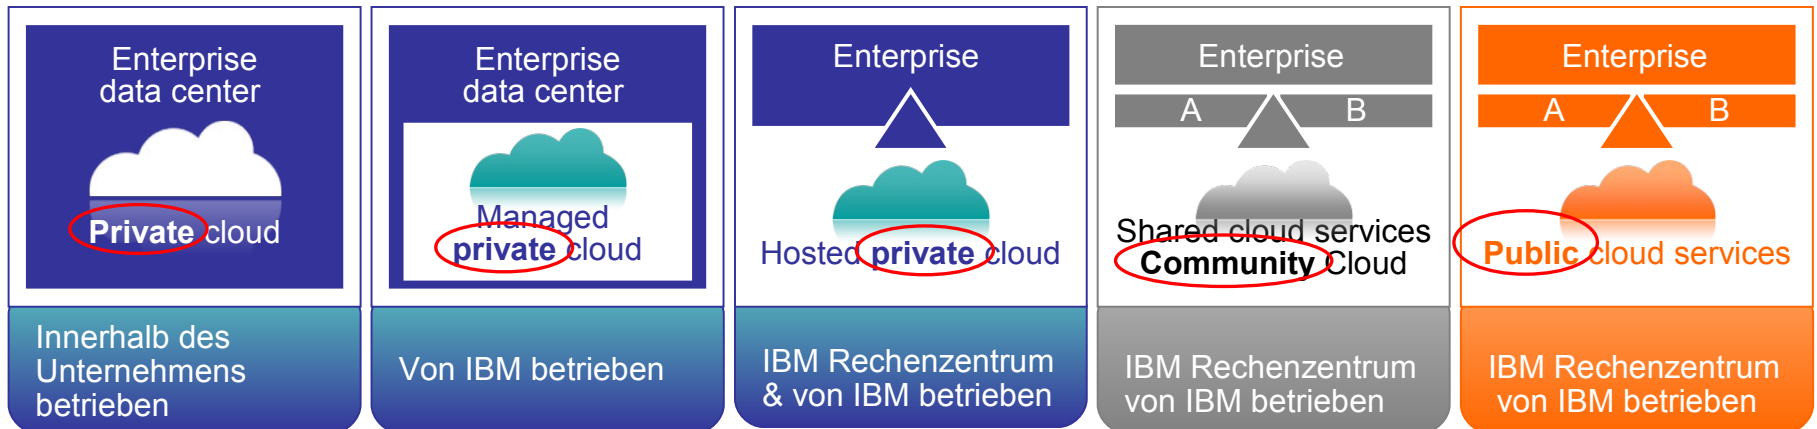 Enterprise
data center
Private cloud
Innerhalb des
Unternehmens
betrieben
Enterprise
data center
Managed
private cloud
Von IBM betrieben
Enterprise
Hosted private cloud
IBM Rechenzentrum
& von IBM betrieben
Enterprise
A B
Shared cloud services
Community Cloud
IBM Rechenzentrum
von IBM betrieben
Enterprise
A B
Public cloud services
IBM Rechenzentrum
von IBM betrieben